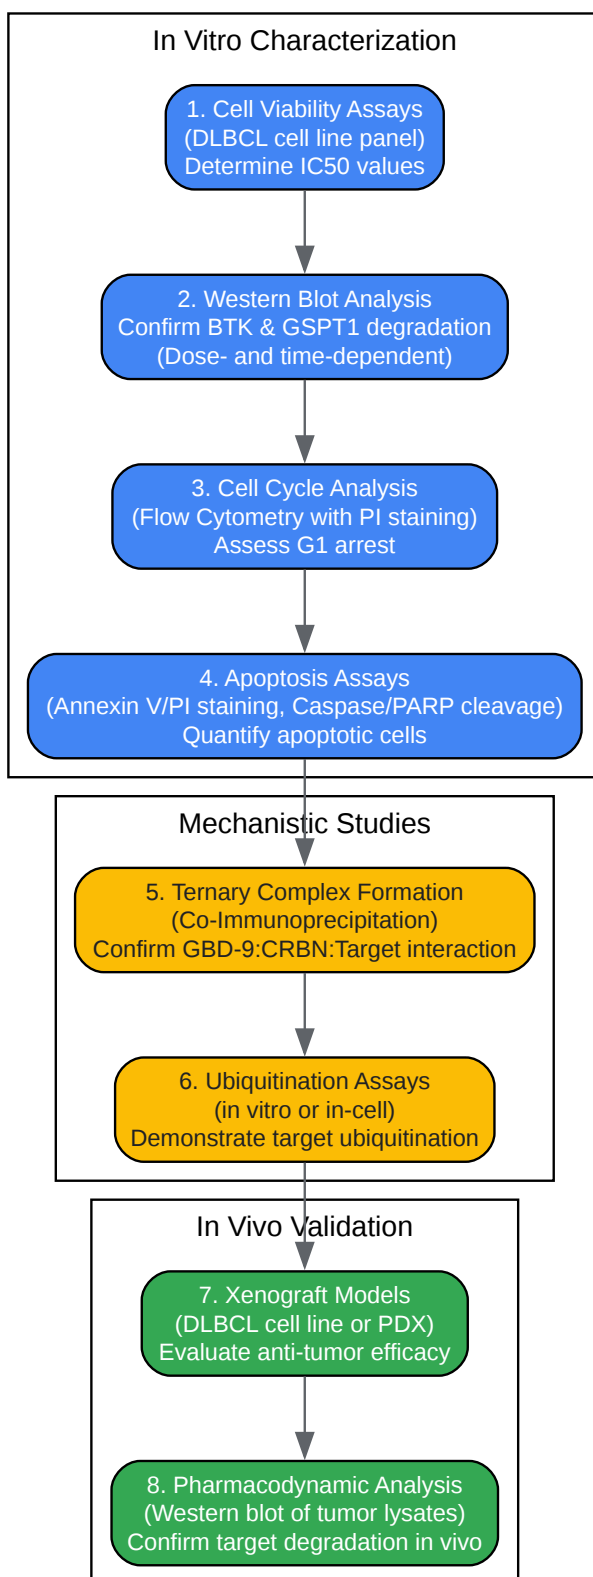 In Vitro Characterization
1. Cell Viability Assays
(DLBCL cell line panel)
Determine IC50 values
2. Western Blot Analysis
Confirm BTK & GSPT1 degradation
(Dose- and time-dependent)
3. Cell Cycle Analysis
(Flow Cytometry with PI staining)
Assess G1 arrest
4. Apoptosis Assays
(Annexin V/PI staining, Caspase/PARP cleavage)
Quantify apoptotic cells
Mechanistic Studies
5. Ternary Complex Formation
(Co-Immunoprecipitation)
Confirm GBD-9:CRBN:Target interaction
6. Ubiquitination Assays
(in vitro or in-cell)
Demonstrate target ubiquitination
In Vivo Validation
7. Xenograft Models
(DLBCL cell line or PDX)
Evaluate anti-tumor efficacy
8. Pharmacodynamic Analysis
(Western blot of tumor lysates)
Confirm target degradation in vivo